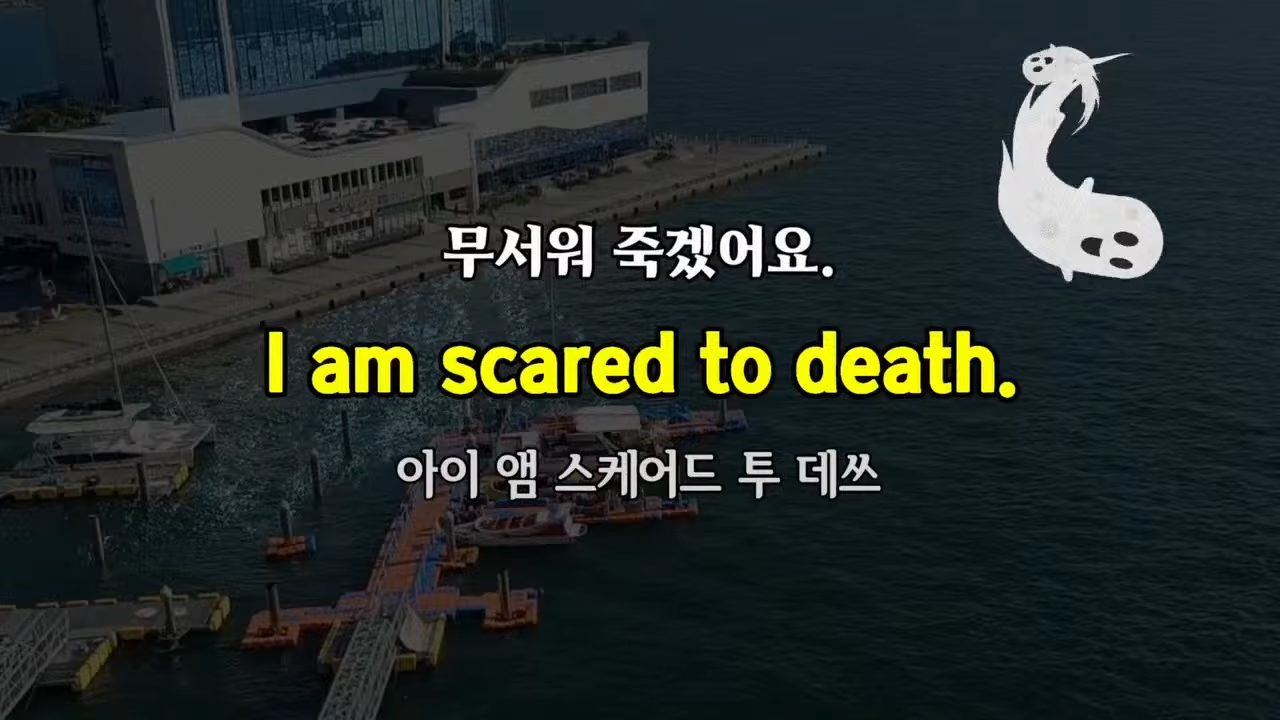 무서워 죽겠어요.
I am scared to death.
아이 앰 스케어드 투 데쓰